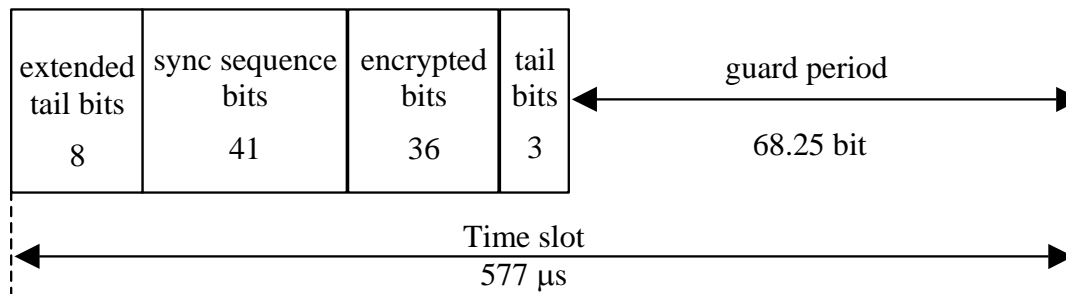 extended
tail bits
8
sync sequence
bits
41
encrypted
bits
36
tail
bits
3
guard period
68.25 bit
Time slot
577 μs